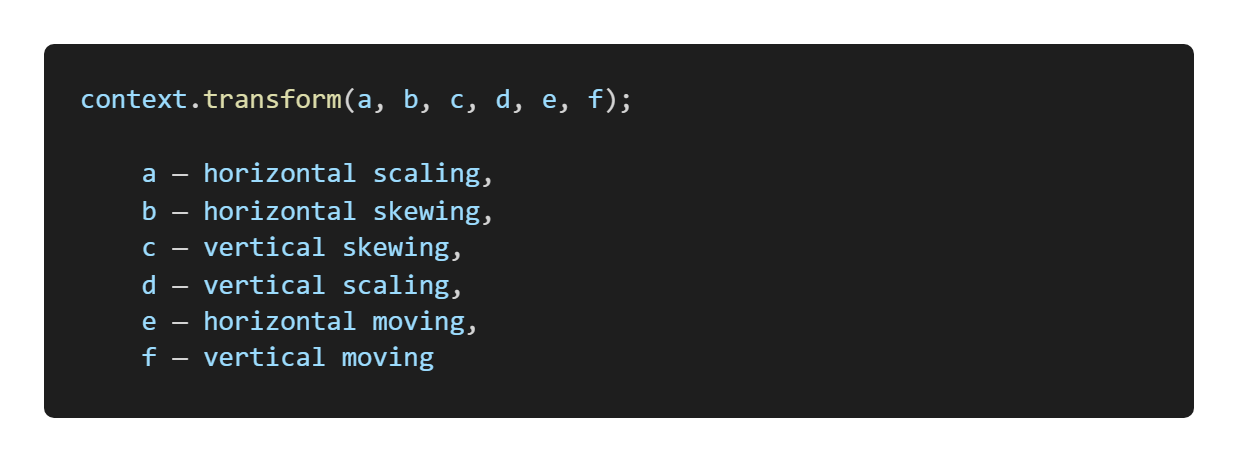 context.transform(a, b, c, d, e, f);
a – horizontal scaling,
b – horizontal skewing,
c – vertical skewing,
d – vertical scaling,
e – horizontal moving,
f – vertical moving